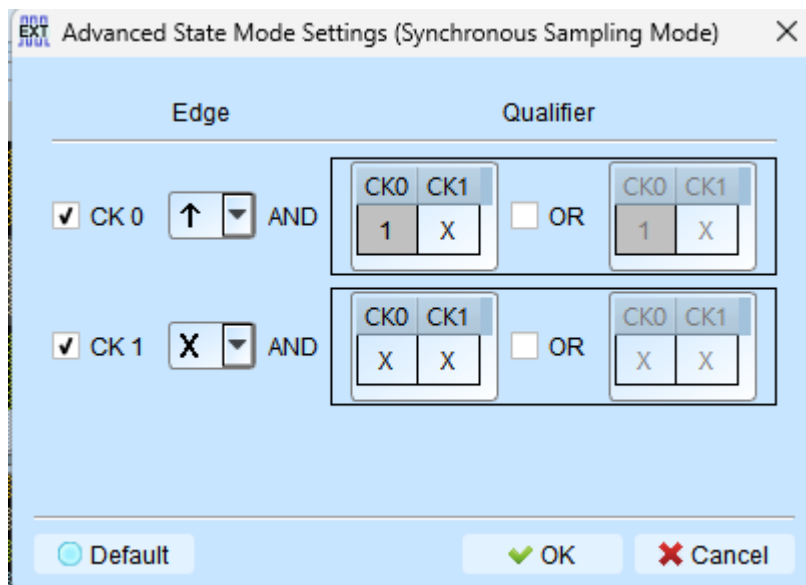 EXT Advanced State Mode Settings (Synchronous Sampling Mode)
Edge Qualifier
CK 0 ↑ AND CK0 CK1 OR CK0 CK1
1 X 1 X
CK 1 X AND CK0 CK1 OR CK0 CK1
X X X X
Default OK Cancel